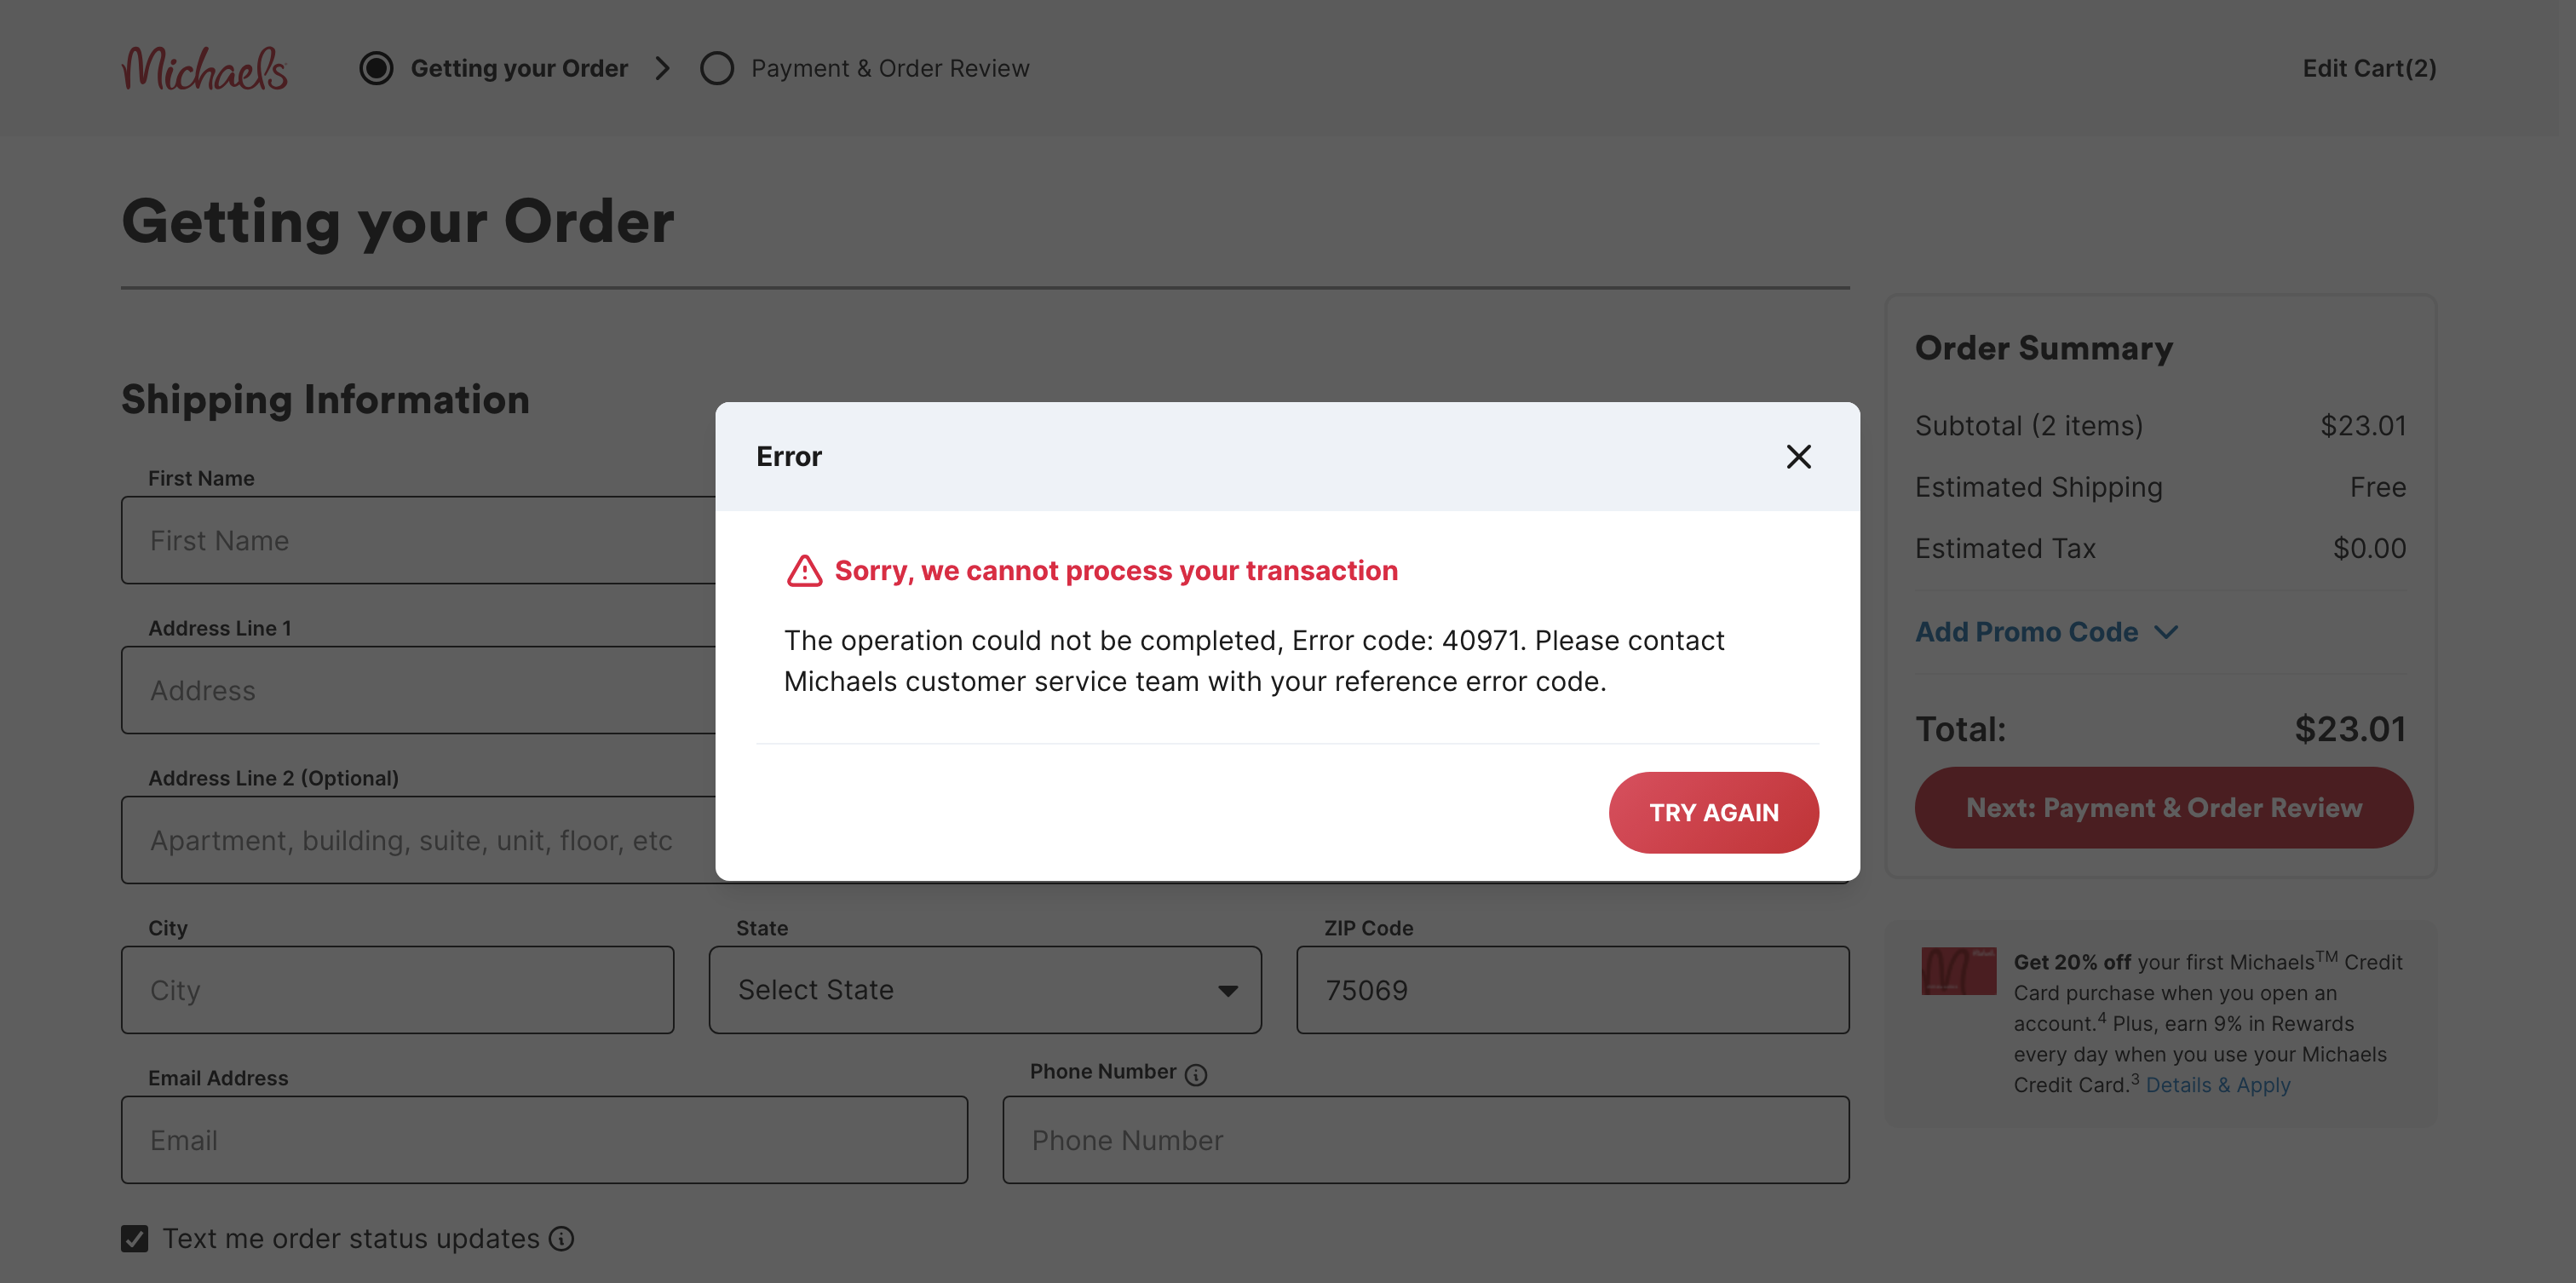 Michaels
Getting your Order
Payment & Order Review
Edit Cart(2)
Getting your Order
Shipping Information
First Name
First Name
Address Line 1
Address
Address Line 2 (Optional)
Apartment, building, suite, unit, floor, etc
City
City
State
Select State
ZIP Code
75069
Email Address
Email
Phone Number
Phone Number
Text me order status updates
Error
Sorry, we cannot process your transaction
The operation could not be completed, Error code: 40971. Please contact
Michaels customer service team with your reference error code.
TRY AGAIN
Order Summary
Subtotal (2 items) $23.01
Estimated Shipping Free
Estimated Tax $0.00
Add Promo Code
Total: $23.01
Next: Payment & Order Review
Get 20% off your first Michaels™ Credit
Card purchase when you open an
account.⁴ Plus, earn 9% in Rewards
every day when you use your Michaels
Credit Card.³ Details & Apply